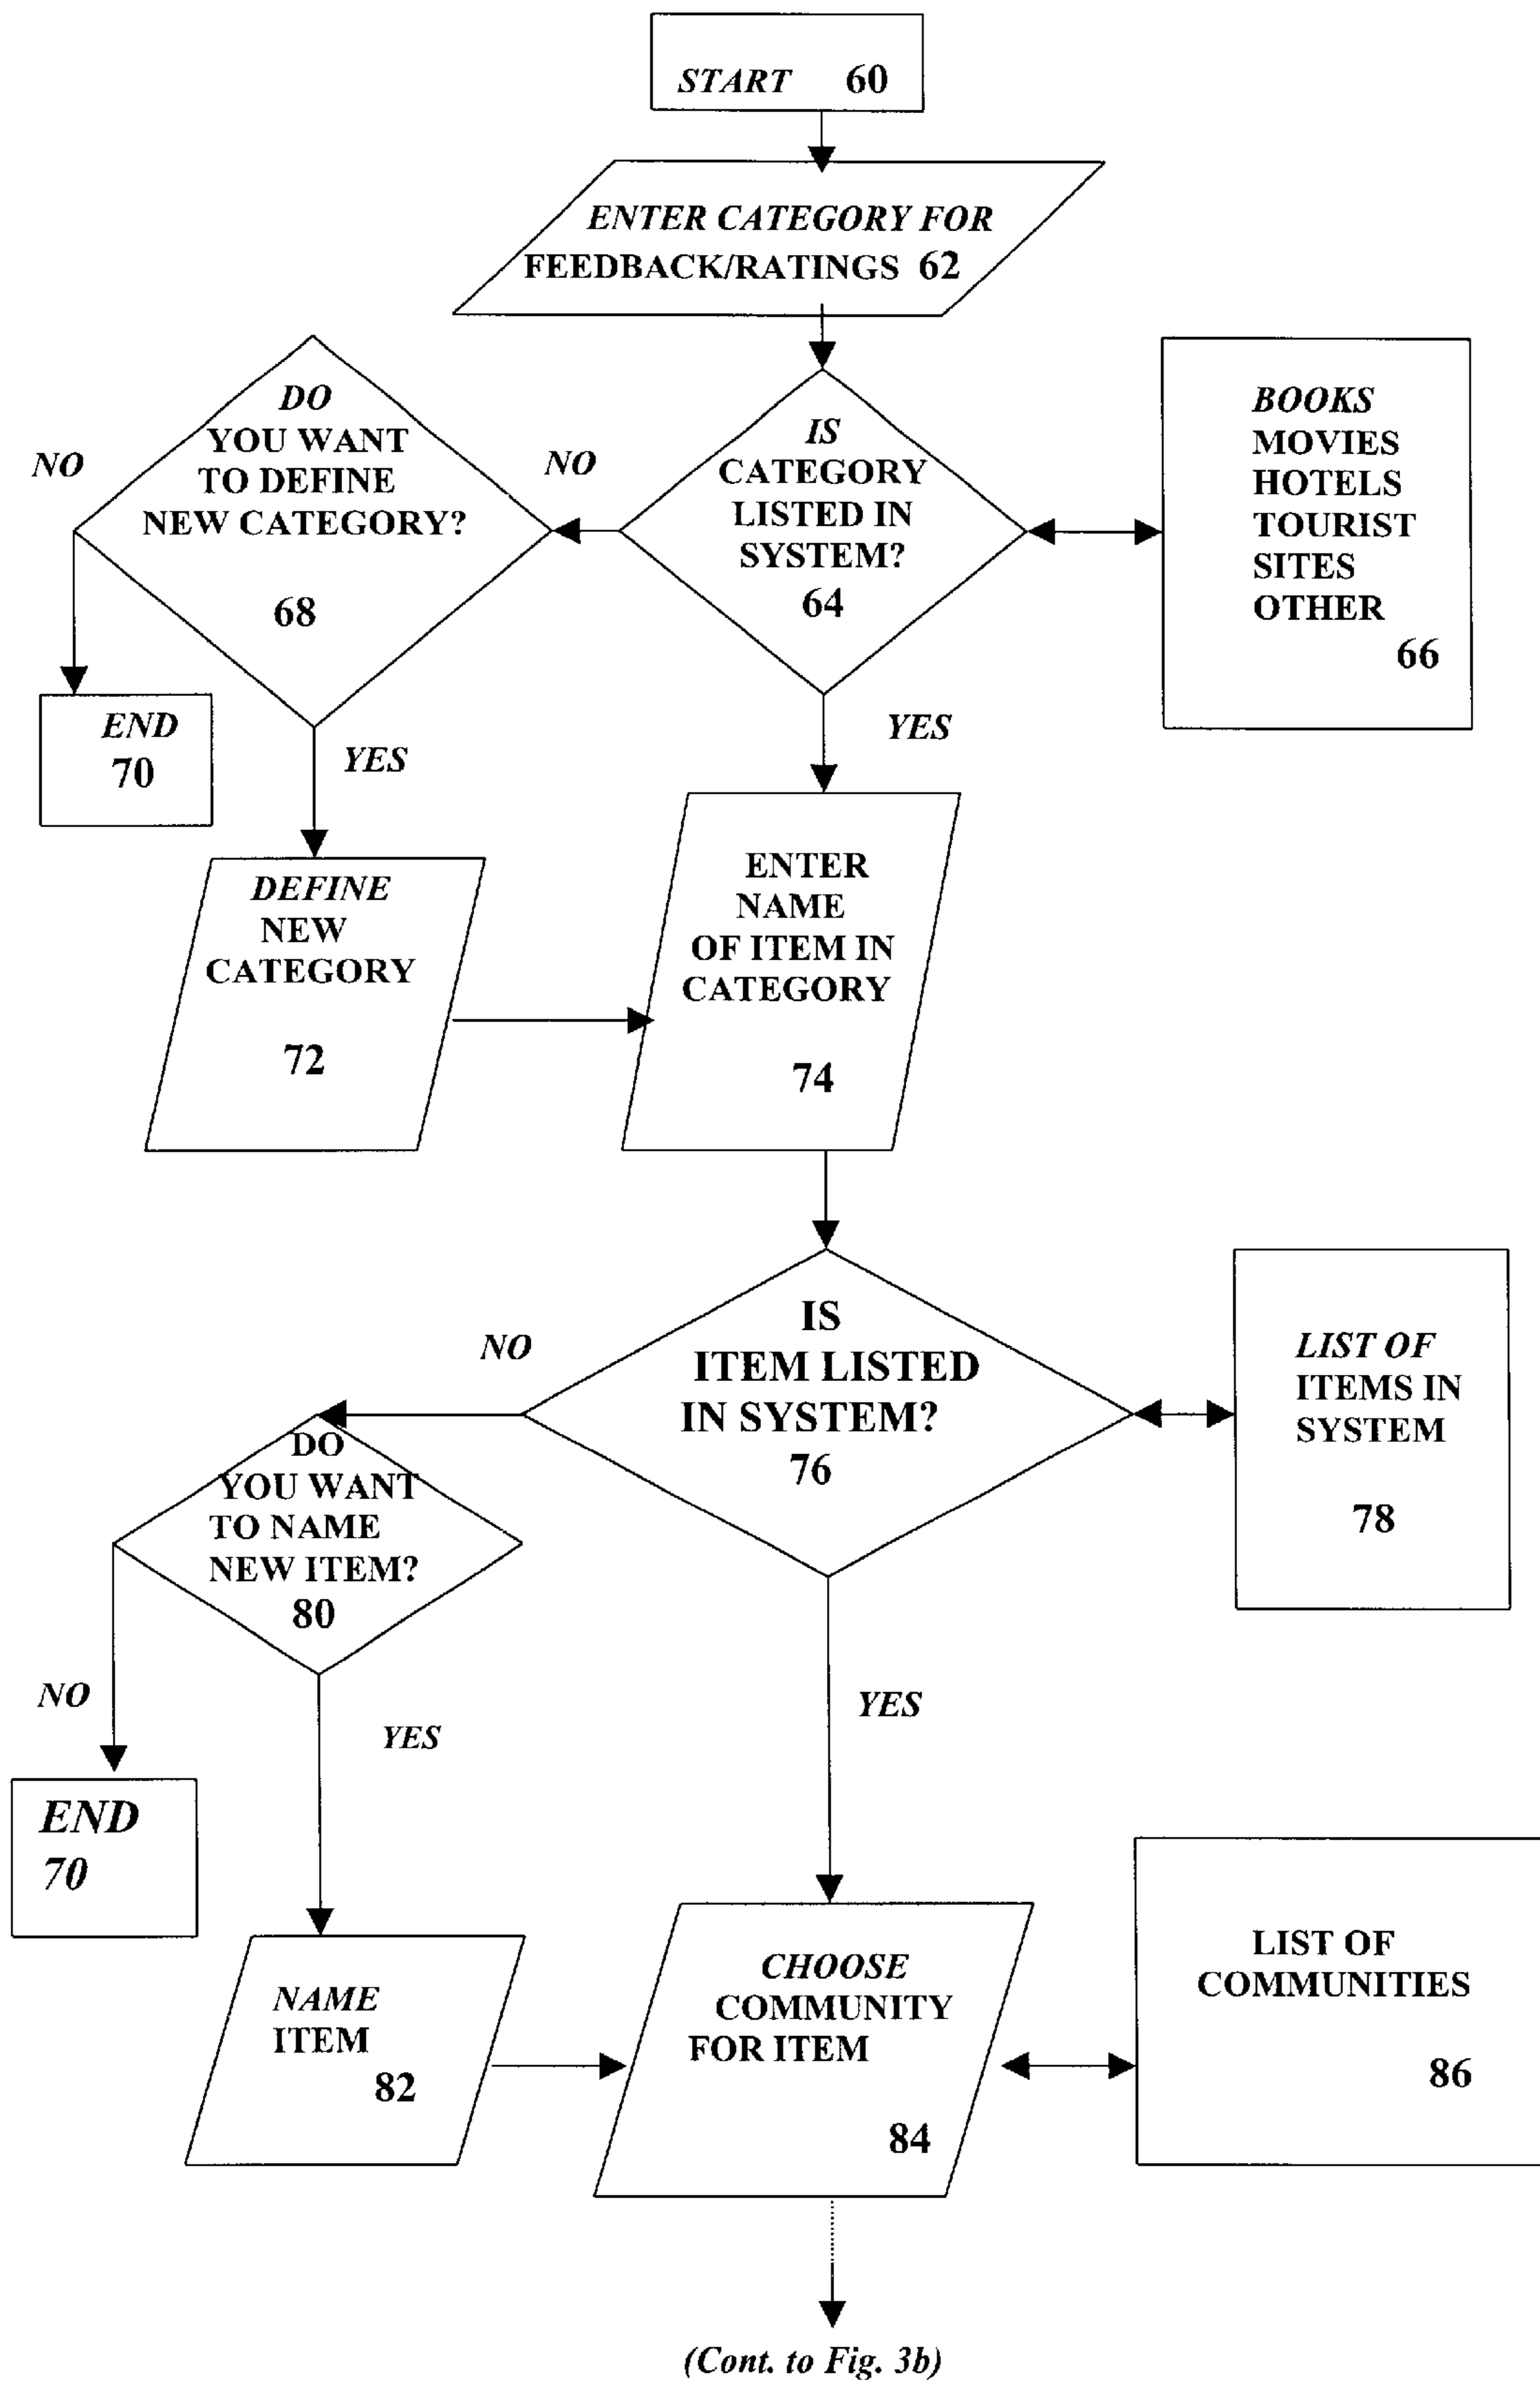 START 60
ENTER CATEGORY FOR
FEEDBACK/RATINGS 62
DO
YOU WANT
TO DEFINE
NEW CATEGORY?
68
NO
NO
IS
CATEGORY
LISTED IN
SYSTEM?
64
BOOKS
MOVIES
HOTELS
TOURIST
SITES
OTHER
66
END
70
YES
YES
DEFINE
NEW
CATEGORY
72
ENTER
NAME
OF ITEM IN
CATEGORY
74
IS
ITEM LISTED
IN SYSTEM?
76
NO
LIST OF
ITEMS IN
SYSTEM
78
DO
YOU WANT
TO NAME
NEW ITEM?
80
NO
YES
YES
END
70
NAME
ITEM
82
CHOOSE
COMMUNITY
FOR ITEM
84
LIST OF
COMMUNITIES
86
(Cont. to Fig. 3b)